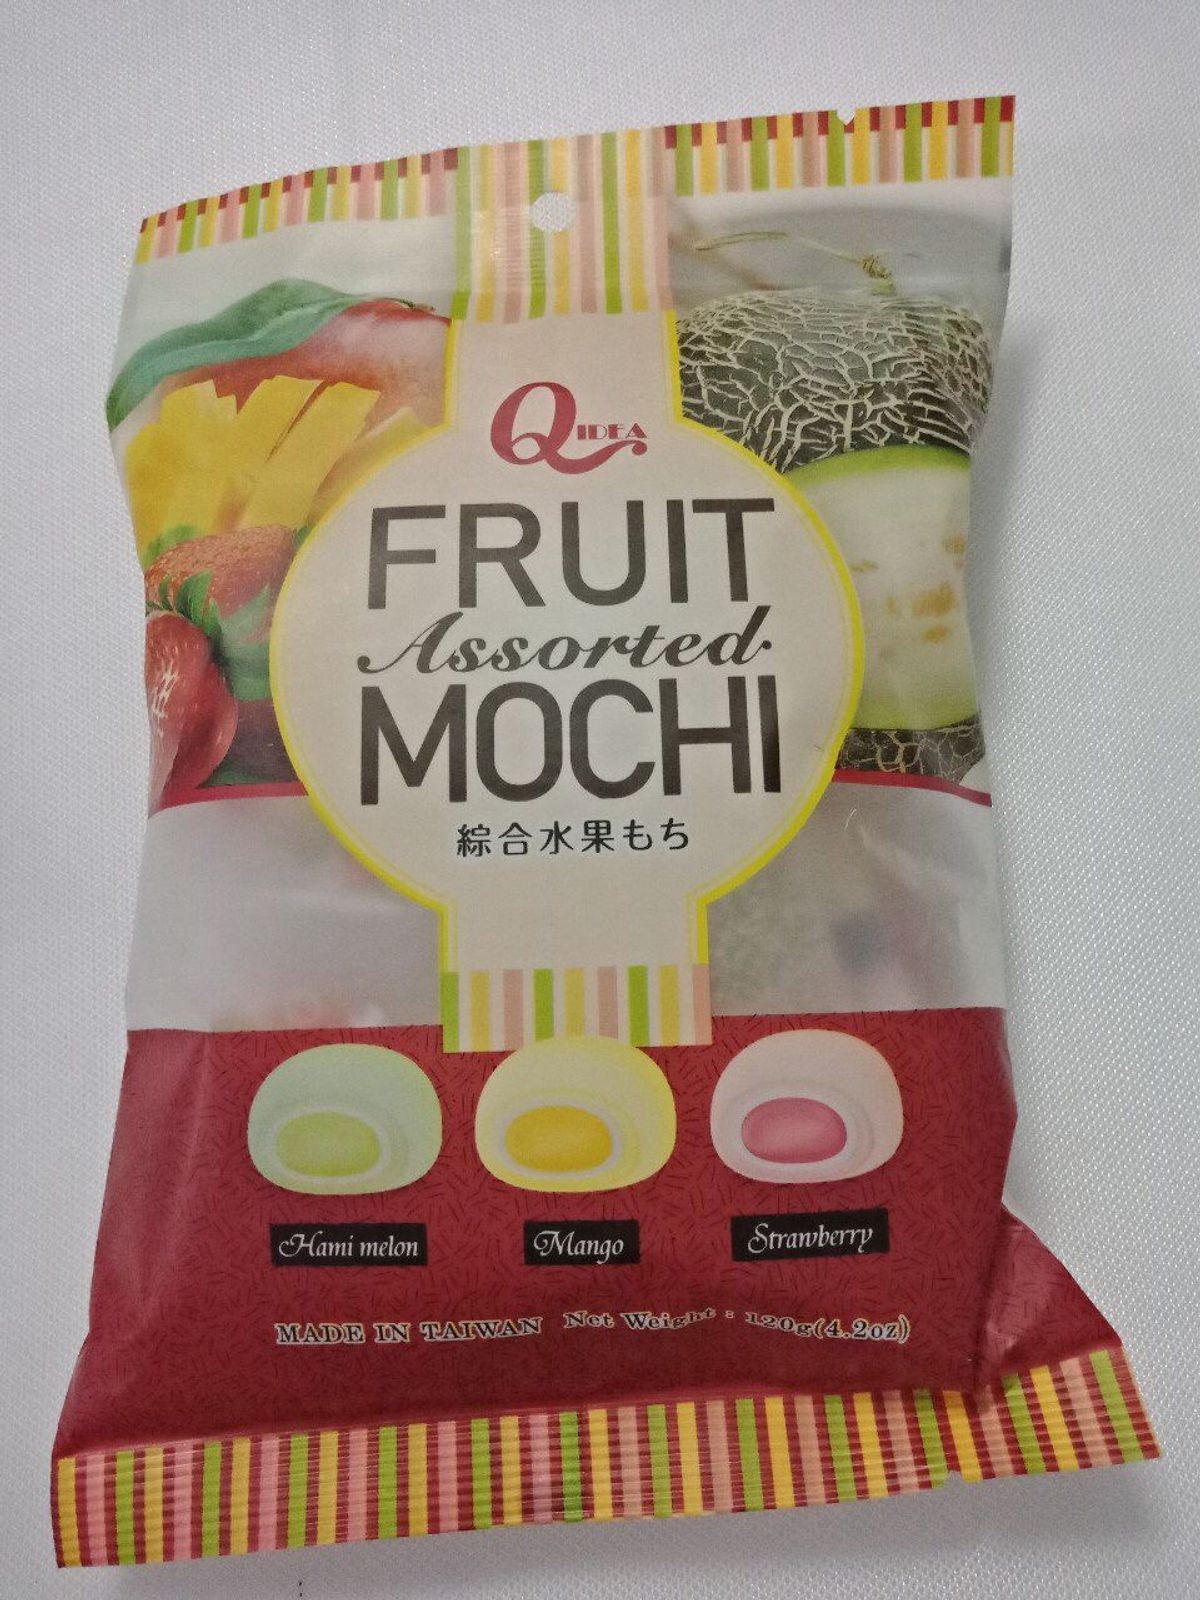 Q IDEA
FRUIT
Assorted
MOCHI
綜合水果もち
Hami melon
Mango
Strawberry
MADE IN TAIWAN Net Weight : 120g(4.2oz)